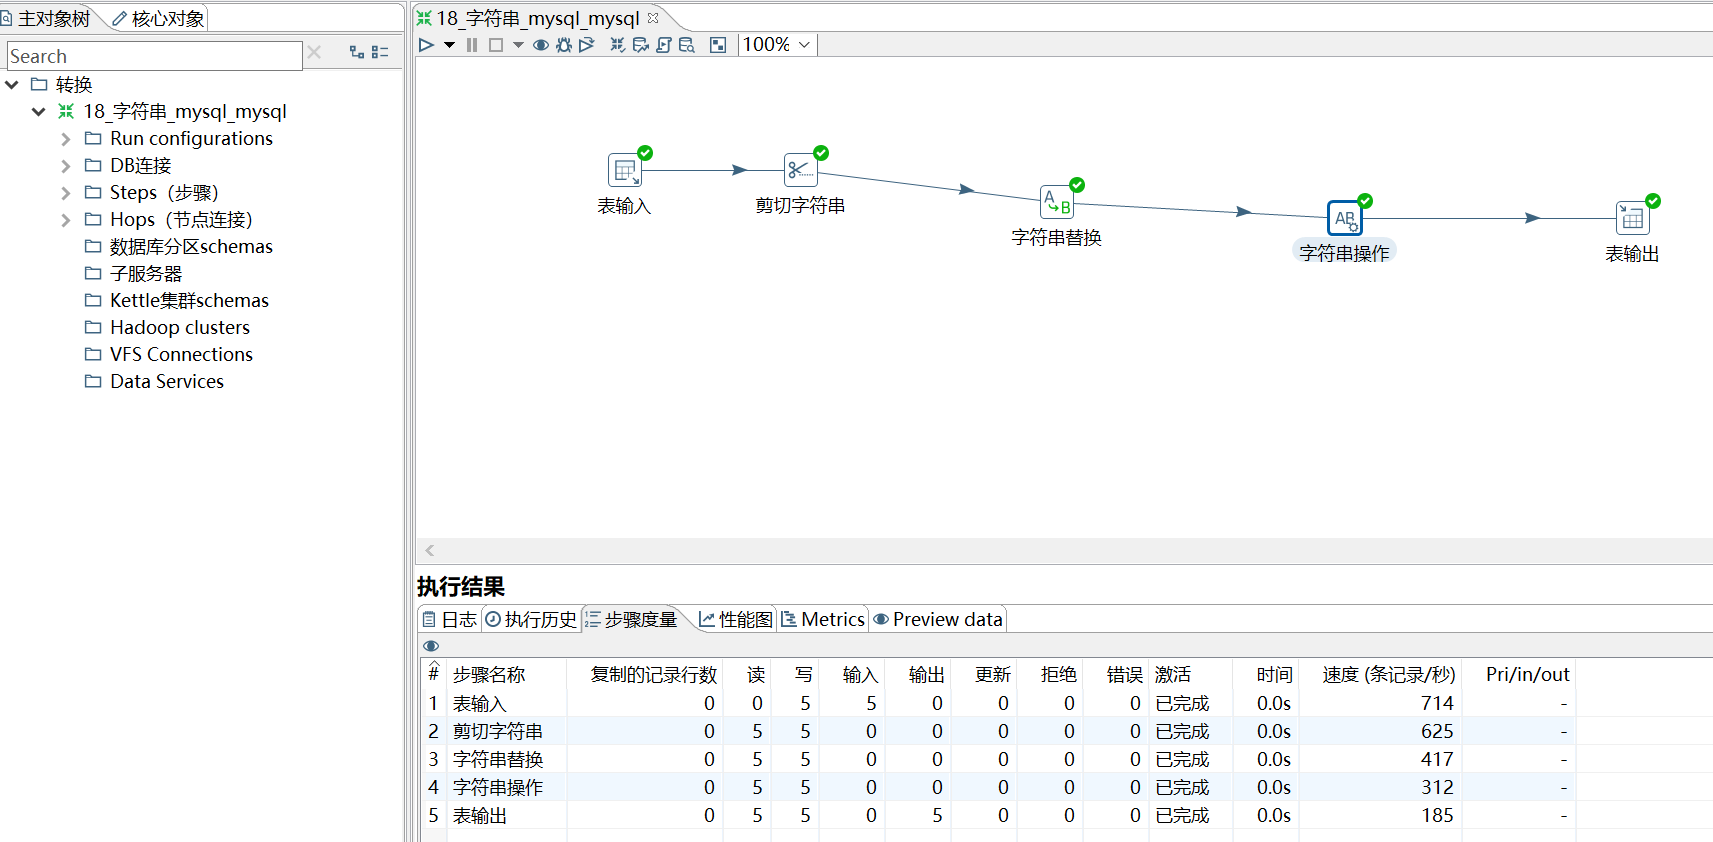 主对象树 核心对象
Search
转换
18_字符串_mysql_mysql
Run configurations
DB连接
Steps（步骤）
Hops（节点连接）
数据库分区schemas
子服务器
Kettle集群schemas
Hadoop clusters
VFS Connections
Data Services
18_字符串_mysql_mysql
100%
表输入
剪切字符串
A B
字符串替换
AB
字符串操作
表输出
执行结果
日志 执行历史 步骤度量 性能图 Metrics Preview data
# 步骤名称 复制的记录行数 读 写 输入 输出 更新 拒绝 错误 激活 时间 速度 (条记录/秒) Pri/in/out
1 表输入 0 0 5 5 0 0 0 0 已完成 0.0s 714 -
2 剪切字符串 0 5 5 0 0 0 0 0 已完成 0.0s 625 -
3 字符串替换 0 5 5 0 0 0 0 0 已完成 0.0s 417 -
4 字符串操作 0 5 5 0 0 0 0 0 已完成 0.0s 312 -
5 表输出 0 5 5 0 5 0 0 0 已完成 0.0s 185 -